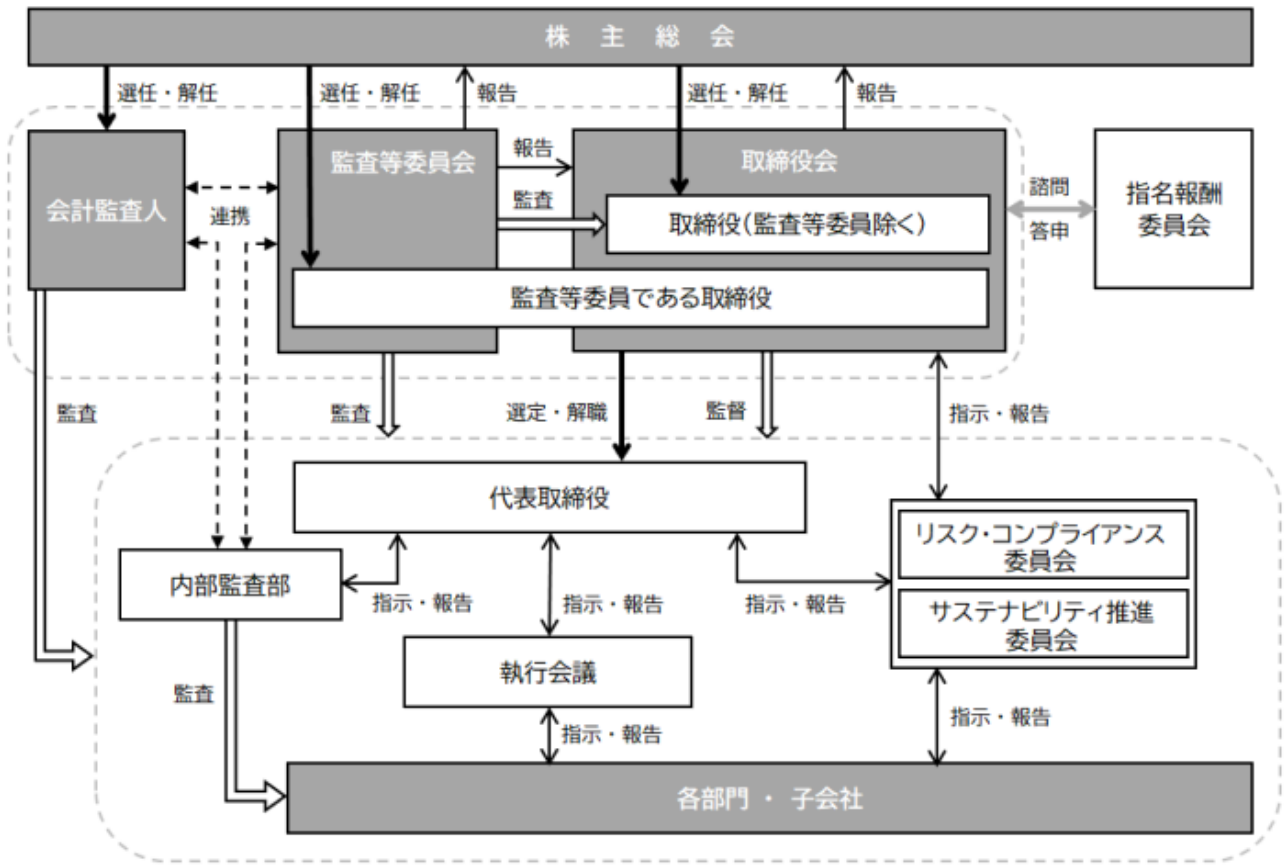 株主総会
選任・解任
選任・解任
報告
選任・解任
報告
会計監査人
連携
監査等委員会
報告
監査
取締役会
取締役(監査等委員除く)
監査等委員である取締役
諮問
答申
指名報酬
委員会
監査
監査
選定・解職
監督
指示・報告
代表取締役
内部監査部
指示・報告
指示・報告
指示・報告
リスク・コンプライアンス
委員会
サステナビリティ推進
委員会
執行会議
監査
指示・報告
指示・報告
各部門 ・ 子会社